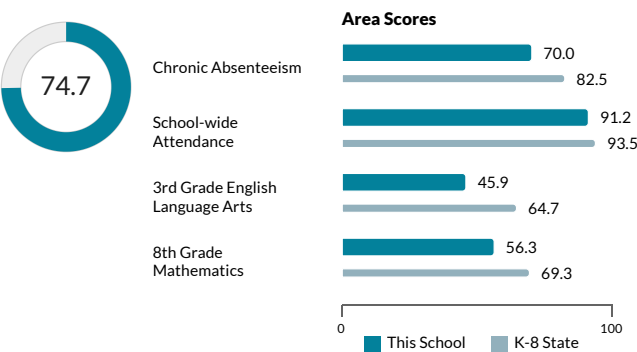 Area Scores
74.7
Chronic Absenteeism
70.0
82.5
School-wide
Attendance
91.2
93.5
3rd Grade English
Language Arts
45.9
64.7
8th Grade
Mathematics
56.3
69.3
0
100
This School
K-8 State